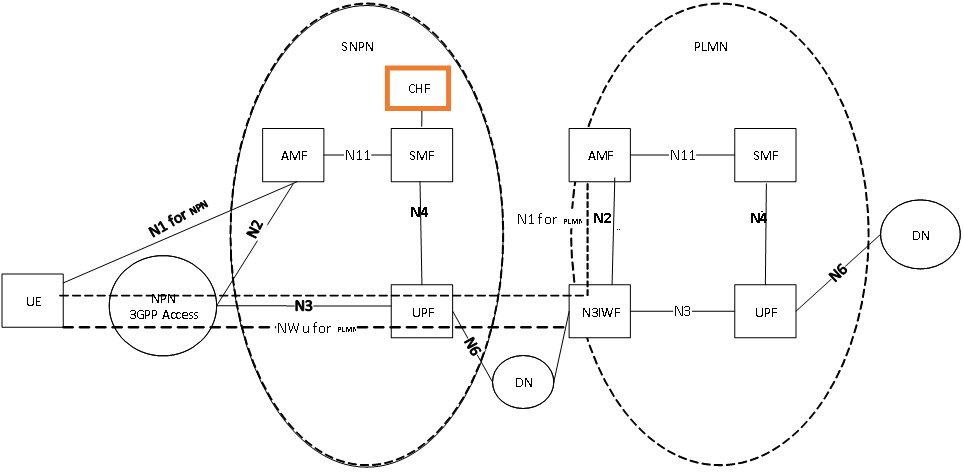 SNPN
PLMN
CHF
AMF
N11
SMF
AMF
N11
SMF
N1 for NPN
N2
N4
N1 for PLMN
N2
N4
DN
N6
UE
NPN
3GPP Access
N3
UPF
N3IWF
N3
UPF
NWu for PLMN
N6
DN